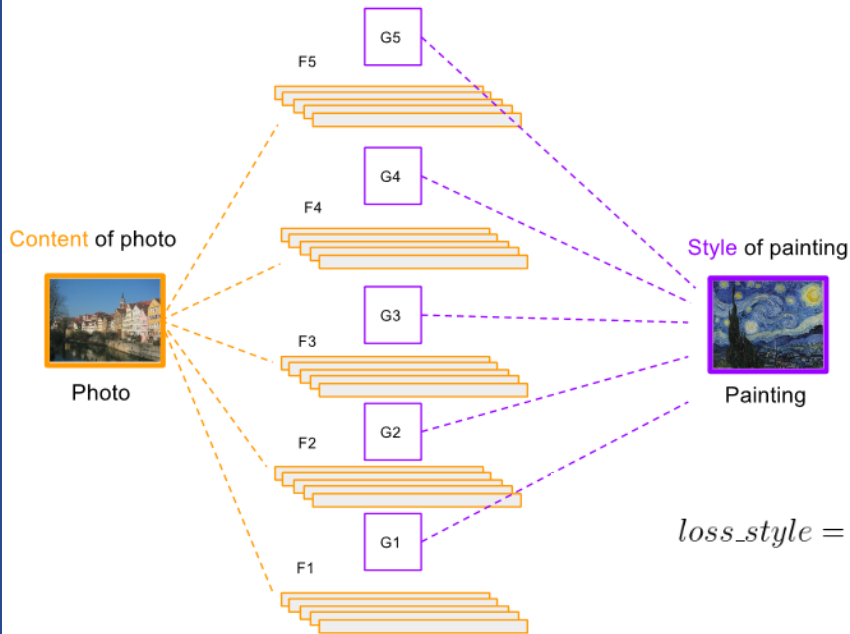 G5
F5
G4
F4
Content of photo
Style of painting
G3
F3
Photo
Painting
G2
F2
loss_style =
G1
F1